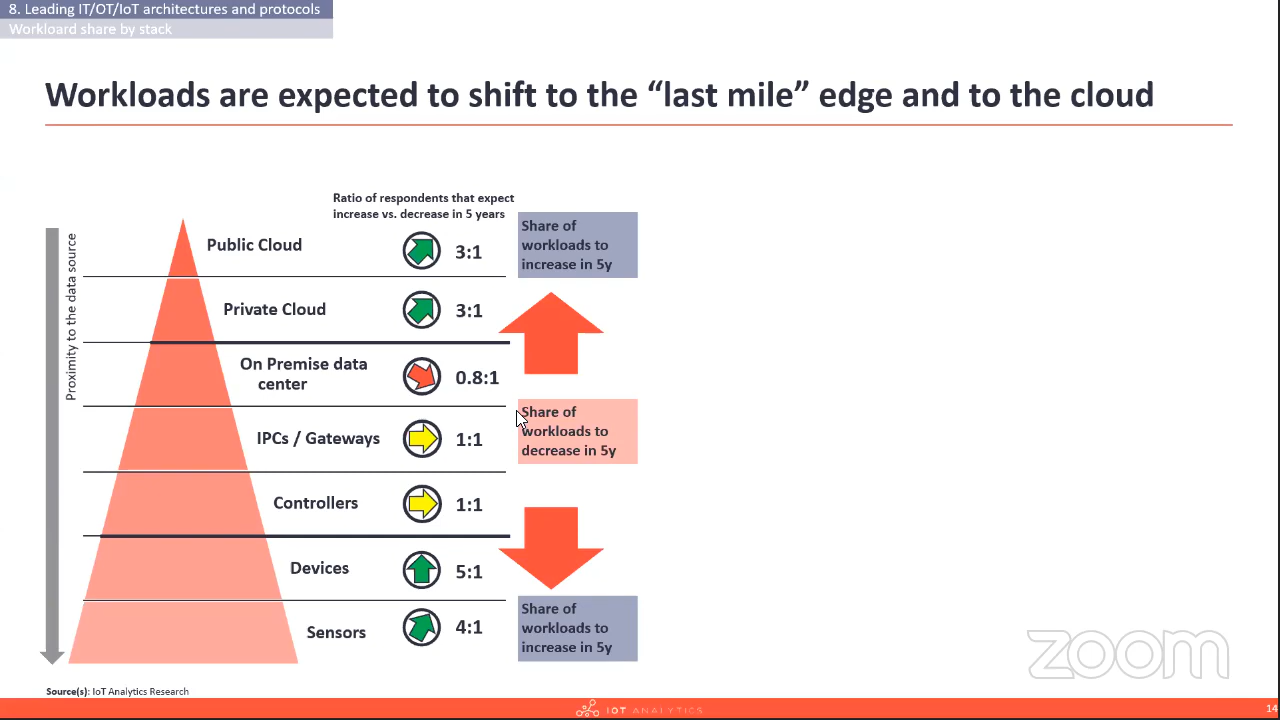 8. Leading IT/OT/IoT architectures and protocols
Workloard share by stack
Workloads are expected to shift to the “last mile” edge and to the cloud
Ratio of respondents that expect
increase vs. decrease in 5 years
Proximity to the data source
Public Cloud
3:1
Private Cloud
3:1
On Premise data
center
0.8:1
IPCs / Gateways
1:1
Controllers
1:1
Devices
5:1
Sensors
4:1
Share of
workloads to
increase in 5y
Share of
workloads to
decrease in 5y
Share of
workloads to
increase in 5y
zoom
Source(s): IoT Analytics Research
IOT ANALYTICS
14